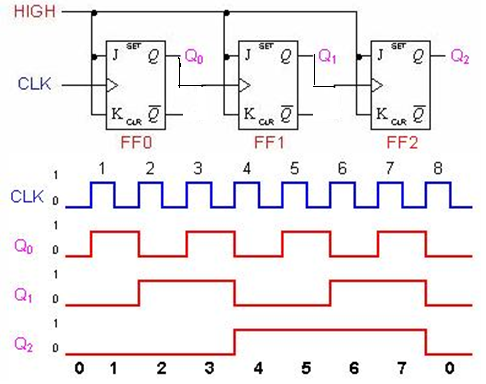 HIGH
J SET Q Q0 J SET Q Q1 J SET Q Q2
CLK
K CLR Q̅ K CLR Q̅ K CLR Q̅
FF0 FF1 FF2
1 2 3 4 5 6 7 8
CLK 1 0
Q0 1 0
Q1 1 0
Q2 1 0
0 1 2 3 4 5 6 7 0